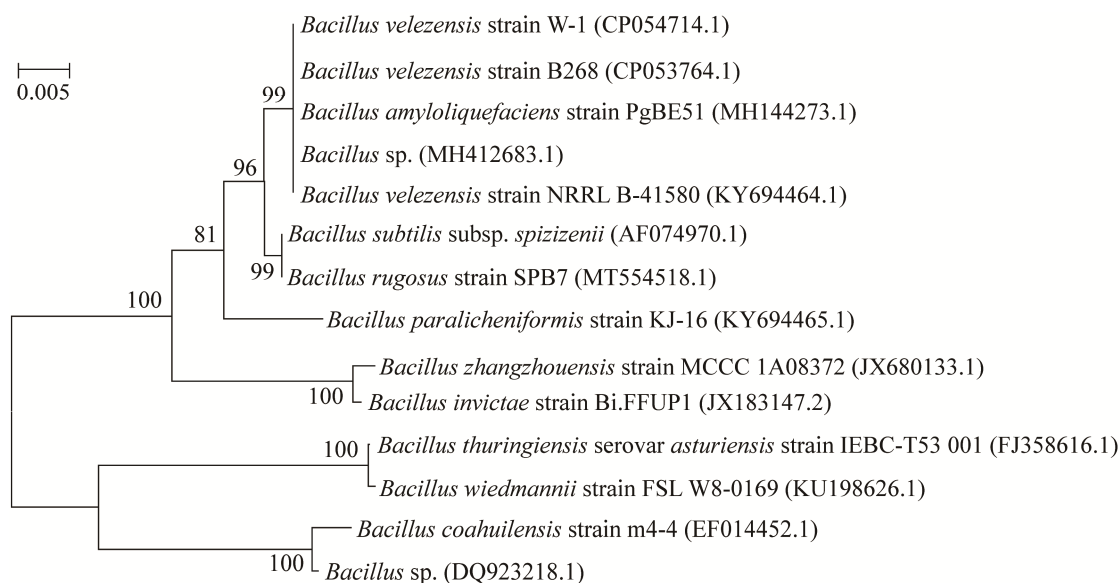 Bacillus velezensis strain W-1 (CP054714.1)
Bacillus velezensis strain B268 (CP053764.1)
0.005
99
Bacillus amyloliquefaciens strain PgBE51 (MH144273.1)
Bacillus sp. (MH412683.1)
96
Bacillus velezensis strain NRRL B-41580 (KY694464.1)
81
Bacillus subtilis subsp. spizizenii (AF074970.1)
99
Bacillus rugosus strain SPB7 (MT554518.1)
100
Bacillus paralicheniformis strain KJ-16 (KY694465.1)
Bacillus zhangzhouensis strain MCCC 1A08372 (JX680133.1)
100
Bacillus invictae strain Bi.FFUP1 (JX183147.2)
100
Bacillus thuringiensis serovar asturiensis strain IEBC-T53 001 (FJ358616.1)
Bacillus wiedmannii strain FSL W8-0169 (KU198626.1)
Bacillus coahuilensis strain m4-4 (EF014452.1)
100
Bacillus sp. (DQ923218.1)